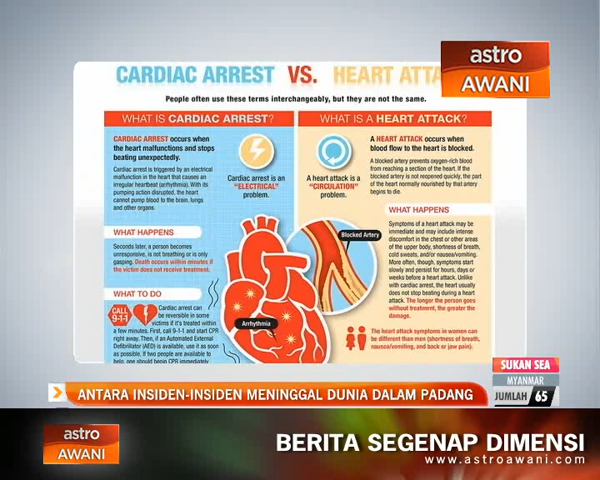 astro
AWANI
CARDIAC ARREST VS. HEART ATTA
People often use these terms interchangeably, but they are not the same.
WHAT IS CARDIAC ARREST?
CARDIAC ARREST occurs when
the heart malfunctions and stops
beating unexpectedly.
Cardiac arrest is triggered by an electrical
malfunction in the heart that causes an
irregular heartbeat (arrhythmia). With its
pumping action disrupted, the heart
cannot pump blood to the brain, lungs
and other organs.
Cardiac arrest is an
"ELECTRICAL"
problem.
WHAT HAPPENS
Seconds later, a person becomes
unresponsive, is not breathing or is only
gasping. Death occurs within minutes if
the victim does not receive treatment.
WHAT TO DO
CALL
9-1-1
Cardiac arrest can
be reversible in some
victims if it's treated within
a few minutes. First, call 9-1-1 and start CPR
right away. Then, if an Automated External
Defibrillator (AED) is available, use it as soon
as possible. If two people are available to
help, one should begin CPR immediately
Arrhythmia
WHAT IS A HEART ATTACK?
A heart attack is a
"CIRCULATION"
problem.
A HEART ATTACK occurs when
blood flow to the heart is blocked.
A blocked artery prevents oxygen-rich blood
from reaching a section of the heart. If the
blocked artery is not reopened quickly, the part
of the heart normally nourished by that artery
begins to die.
Blocked Artery
WHAT HAPPENS
Symptoms of a heart attack may be
immediate and may include intense
discomfort in the chest or other areas
of the upper body, shortness of breath,
cold sweats, and/or nausea/vomiting.
More often, though, symptoms start
slowly and persist for hours, days or
weeks before a heart attack. Unlike
with cardiac arrest, the heart usually
does not stop beating during a heart
attack. The longer the person goes
without treatment, the greater the
damage.
The heart attack symptoms in women can
be different than men (shortness of breath,
nausea/vomiting, and back or jaw pain).
SUKAN SEA
MYANMAR
JUMLAH 65
ANTARA INSIDEN-INSIDEN MENINGGAL DUNIA DALAM PADANG
astro
AWANI
BERITA SEGENAP DIMENSI
www.astroawani.com